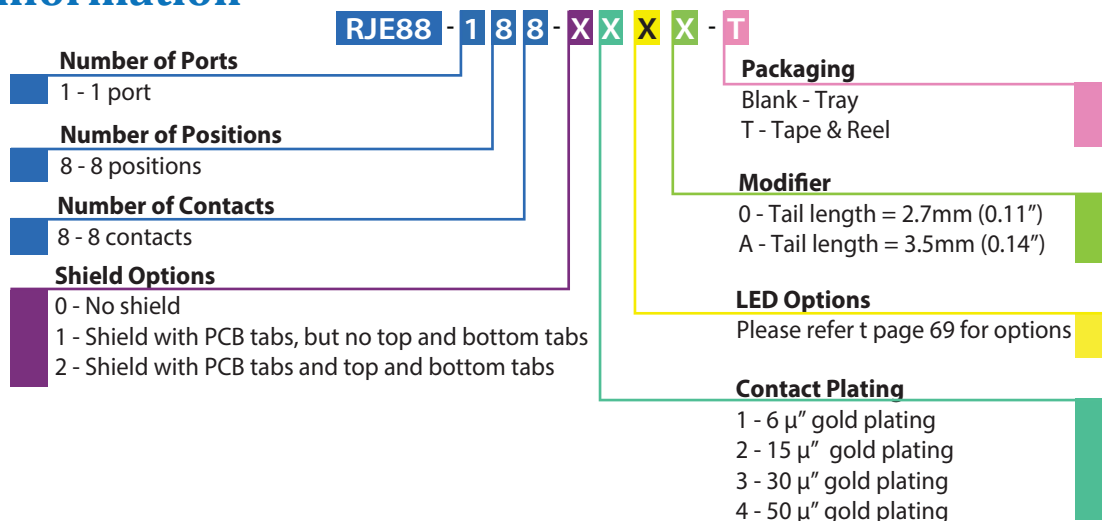 RJE88 - 1 8 8 - X X X X - T
Number of Ports
1 - 1 port
Number of Positions
8 - 8 positions
Number of Contacts
8 - 8 contacts
Shield Options
0 - No shield
1 - Shield with PCB tabs, but no top and bottom tabs
2 - Shield with PCB tabs and top and bottom tabs
Packaging
Blank - Tray
T - Tape & Reel
Modifier
0 - Tail length = 2.7mm (0.11”)
A - Tail length = 3.5mm (0.14”)
LED Options
Please refer t page 69 for options
Contact Plating
1 - 6 µ” gold plating
2 - 15 µ” gold plating
3 - 30 µ” gold plating
4 - 50 µ” gold plating